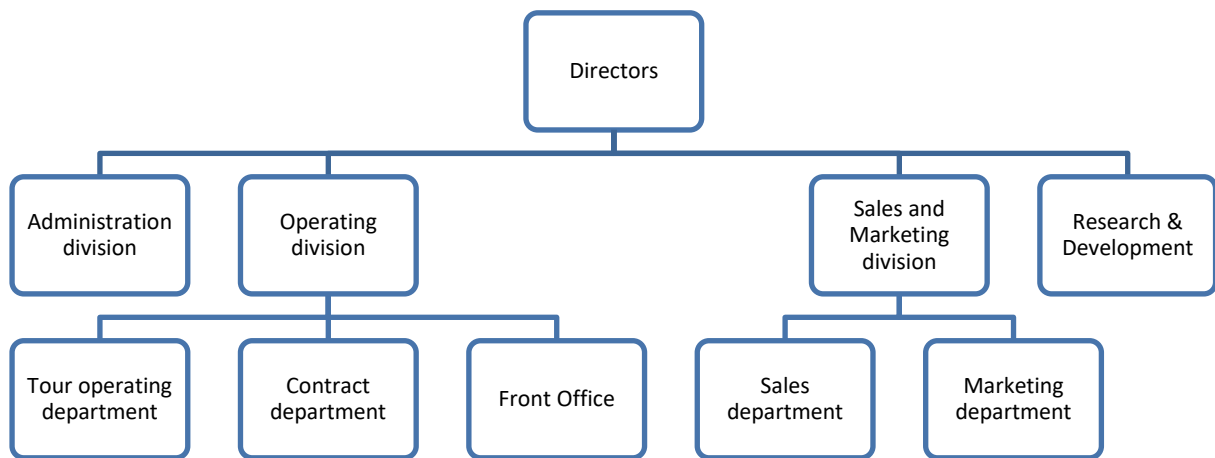 Directors
Administration
division
Operating
division
Sales and
Marketing
division
Research &
Development
Tour operating
department
Contract
department
Front Office
Sales
department
Marketing
department